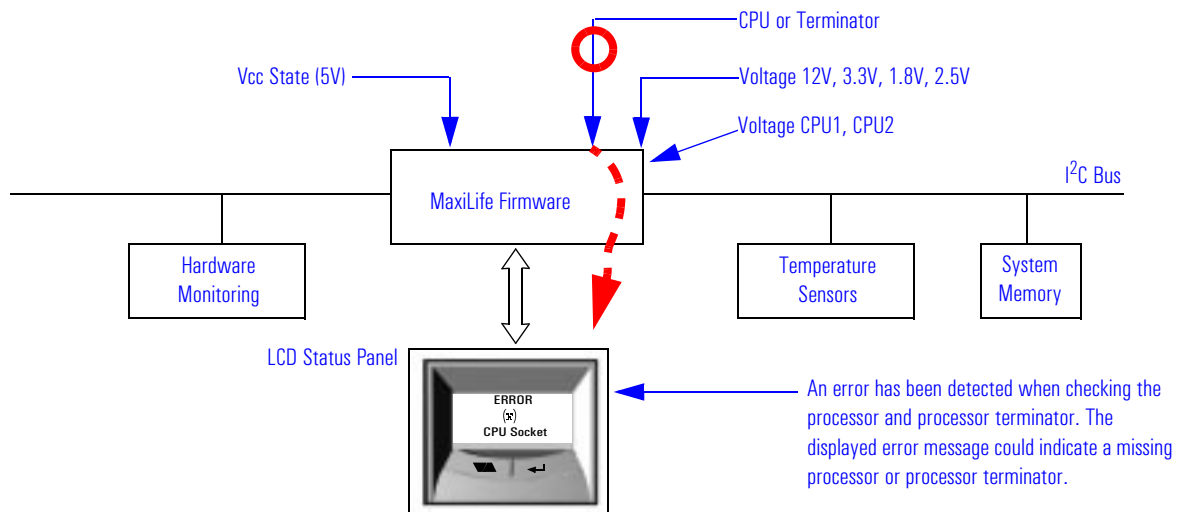 CPU or Terminator
Vcc State (5V)
Voltage 12V, 3.3V, 1.8V, 2.5V
Voltage CPU1, CPU2
I2C Bus
MaxiLife Firmware
Hardware
Monitoring
Temperature
Sensors
System
Memory
LCD Status Panel
ERROR
(x)
CPU Socket
An error has been detected when checking the
processor and processor terminator. The
displayed error message could indicate a missing
processor or processor terminator.